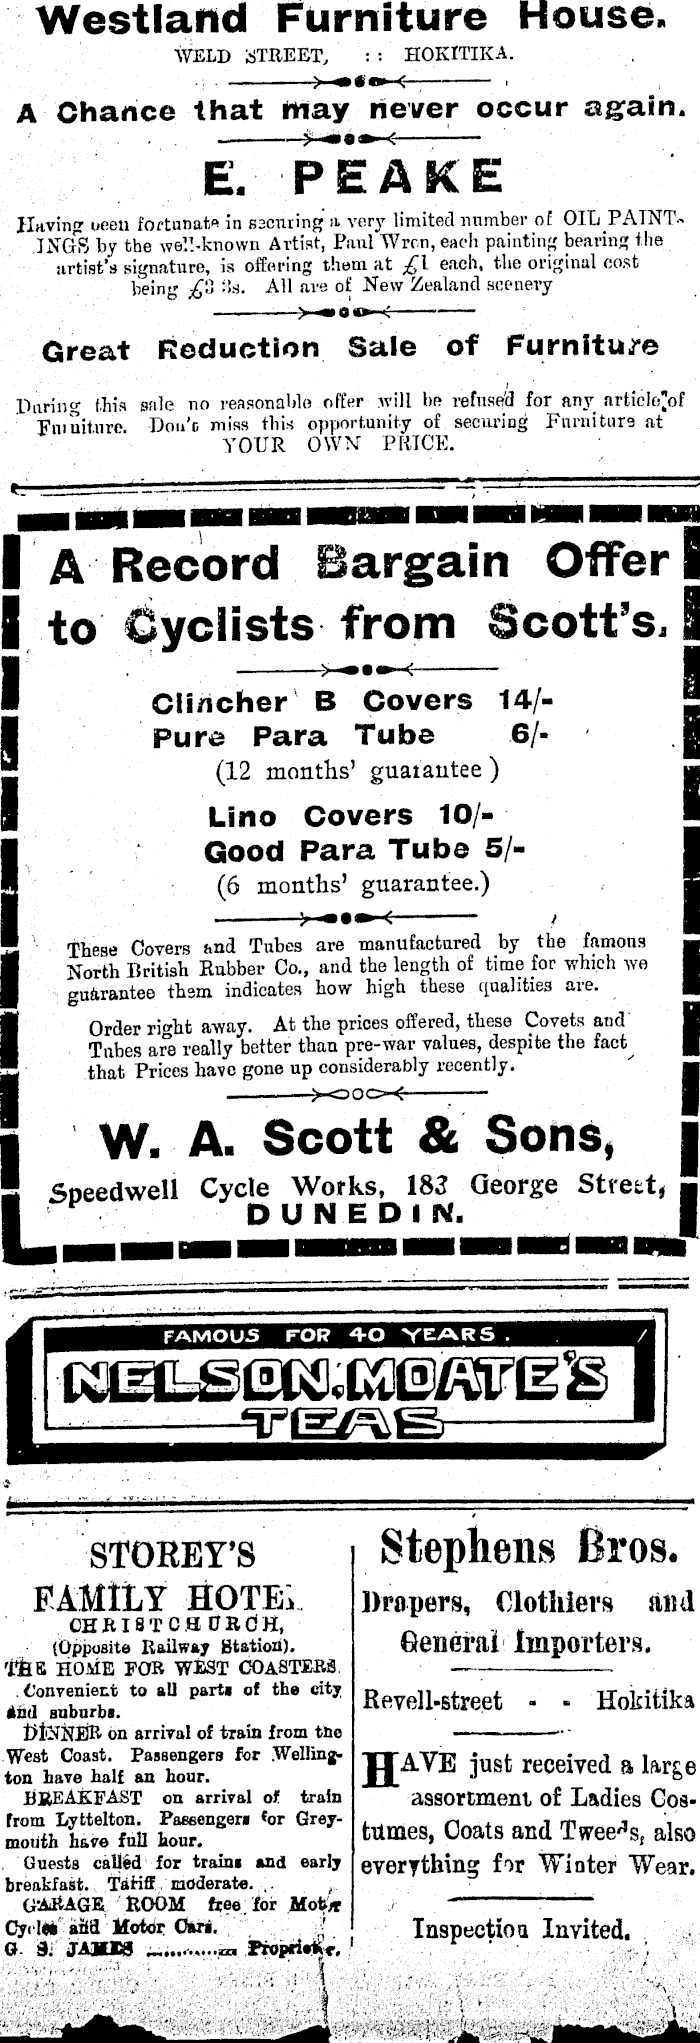 Westland Furniture House.
WELD STREET, :: HOKITIKA.
A Chance that may never occur again.
E. PEAKE
Having been fortunate in securing a very limited number of OIL PAINT-
INGS by the well-known Artist, Paul Wren, each painting bearing the
artist's signature, is offering them at £1 each, the original cost
being £3 3s. All are of New Zealand scenery
Great Reduction Sale of Furniture
During this sale no reasonable offer will be refused for any article of
Furniture. Don't miss this opportunity of securing Furniture at
YOUR OWN PRICE.
A Record Bargain Offer
to Cyclists from Scott's.
Clincher B Covers 14/-
Pure Para Tube 6/-
(12 months' guarantee)
Lino Covers 10/-
Good Para Tube 5/-
(6 months' guarantee.)
These Covers and Tubes are manufactured by the famous
North British Rubber Co., and the length of time for which we
guarantee them indicates how high these qualities are.
Order right away. At the prices offered, these Covets and
Tubes are really better than pre-war values, despite the fact
that Prices have gone up considerably recently.
W. A. Scott & Sons,
Speedwell Cycle Works, 183 George Street,
DUNEDIN.
FAMOUS FOR 40 YEARS.
NELSON, MOATE'S
TEAS
STOREY'S
FAMILY HOTEL
CHRISTCHURCH,
(Opposite Railway Station).
THE HOME FOR WEST COASTERS.
Convenient to all parts of the city
and suburbs.
DINNER on arrival of train from the
West Coast. Passengers for Welling-
ton have half an hour.
BREAKFAST on arrival of train
from Lyttelton. Passengers for Grey-
mouth have full hour.
Guests called for trains and early
breakfast. Tariff moderate.
GARAGE ROOM free for Motor
Cycles and Motor Cars.
G. S. JAMES ............ Proprietor.
Stephens Bros.
Drapers, Clothiers and
General Importers.
Revell-street - - Hokitika
HAVE just received a large
assortment of Ladies Cos-
tumes, Coats and Tweeds, also
everything for Winter Wear.
Inspection Invited.